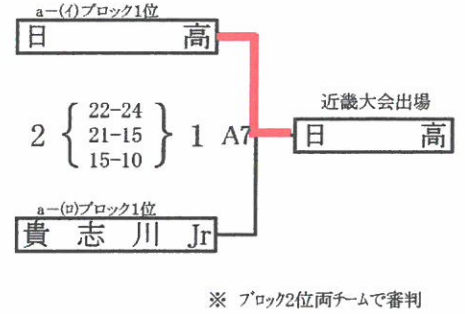 a-(イ)ブロック1位
日 高
近畿大会出場
2 { 22-24 21-15 15-10 } 1 A7
日 高
a-(ロ)ブロック1位
貴 志 川 Jr
※ ブロック2位両チームで審判